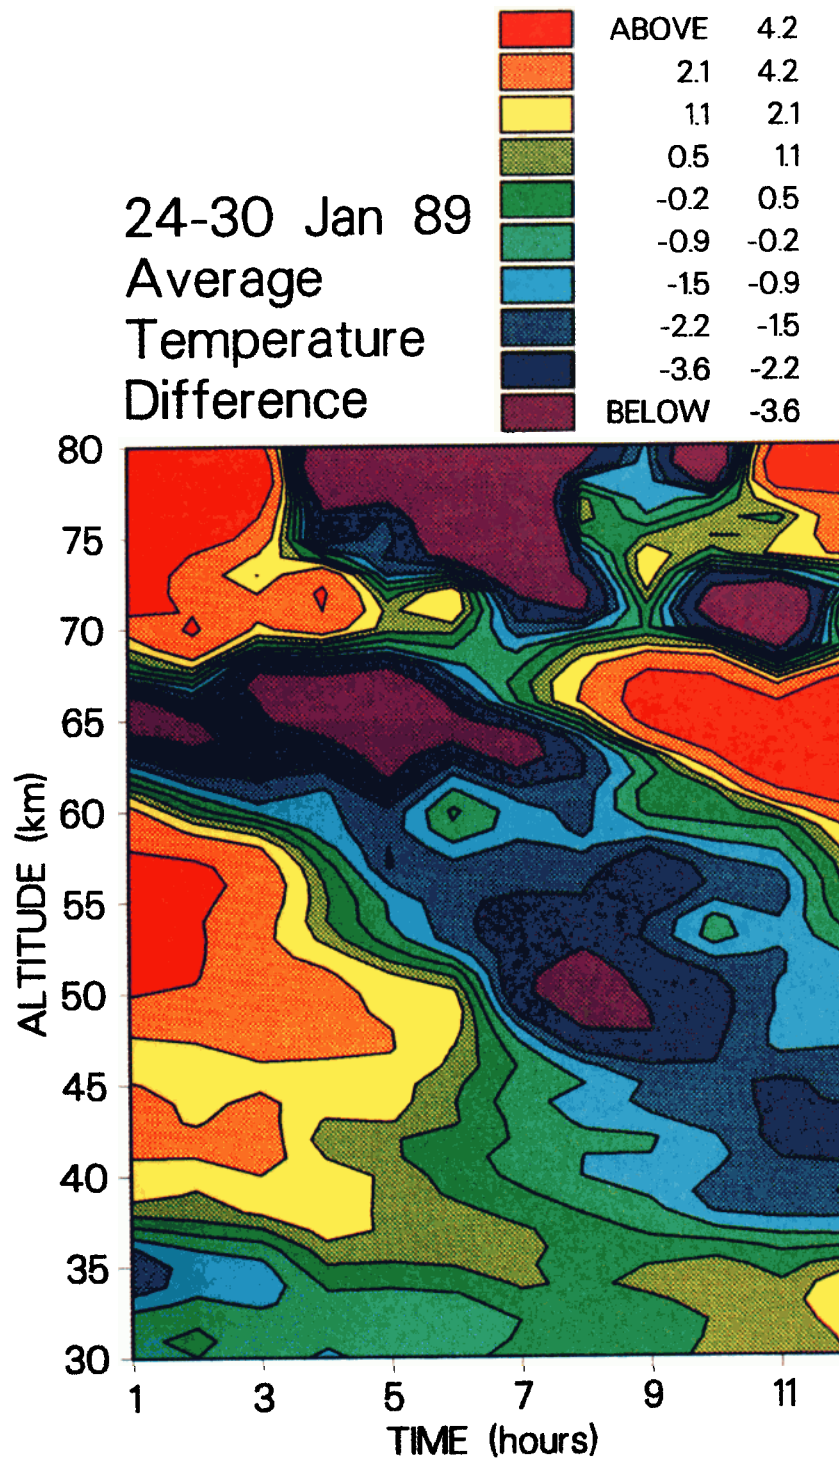 ABOVE 4.2
2.1 4.2
1.1 2.1
0.5 1.1
-0.2 0.5
-0.9 -0.2
-1.5 -0.9
-2.2 -1.5
-3.6 -2.2
BELOW -3.6
24-30 Jan 89
Average
Temperature
Difference
80
75
70
65
60
55
50
45
40
35
30
ALTITUDE (km)
1 3 5 7 9 11
TIME (hours)